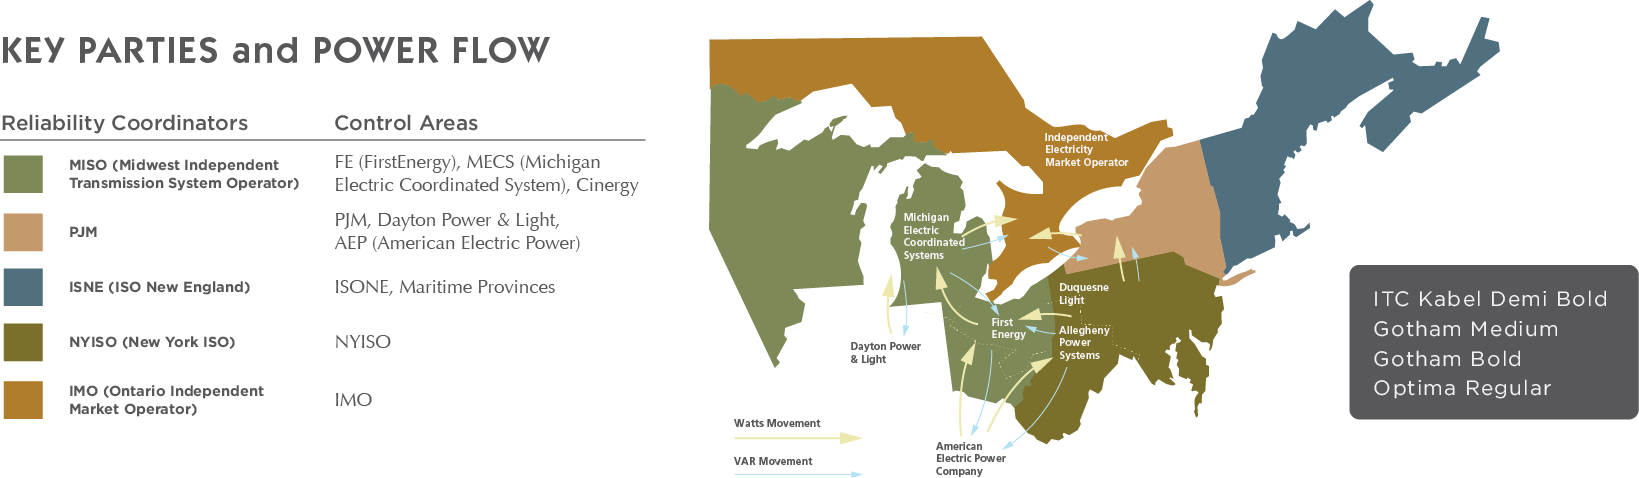 KEY PARTIES and POWER FLOW
Reliability Coordinators
Control Areas
MISO (Midwest Independent
Transmission System Operator)
FE (FirstEnergy), MECS (Michigan
Electric Coordinated System), Cinergy
PJM
PJM, Dayton Power & Light,
AEP (American Electric Power)
ISNE (ISO New England)
ISONE, Maritime Provinces
NYISO (New York ISO)
NYISO
IMO (Ontario Independent
Market Operator)
IMO
Independent
Electricity
Market Operator
Michigan
Electric
Coordinated
Systems
Duquesne
Light
First
Energy
Allegheny
Power
Systems
Dayton Power
& Light
American
Electric Power
Company
Watts Movement
VAR Movement
ITC Kabel Demi Bold
Gotham Medium
Gotham Bold
Optima Regular